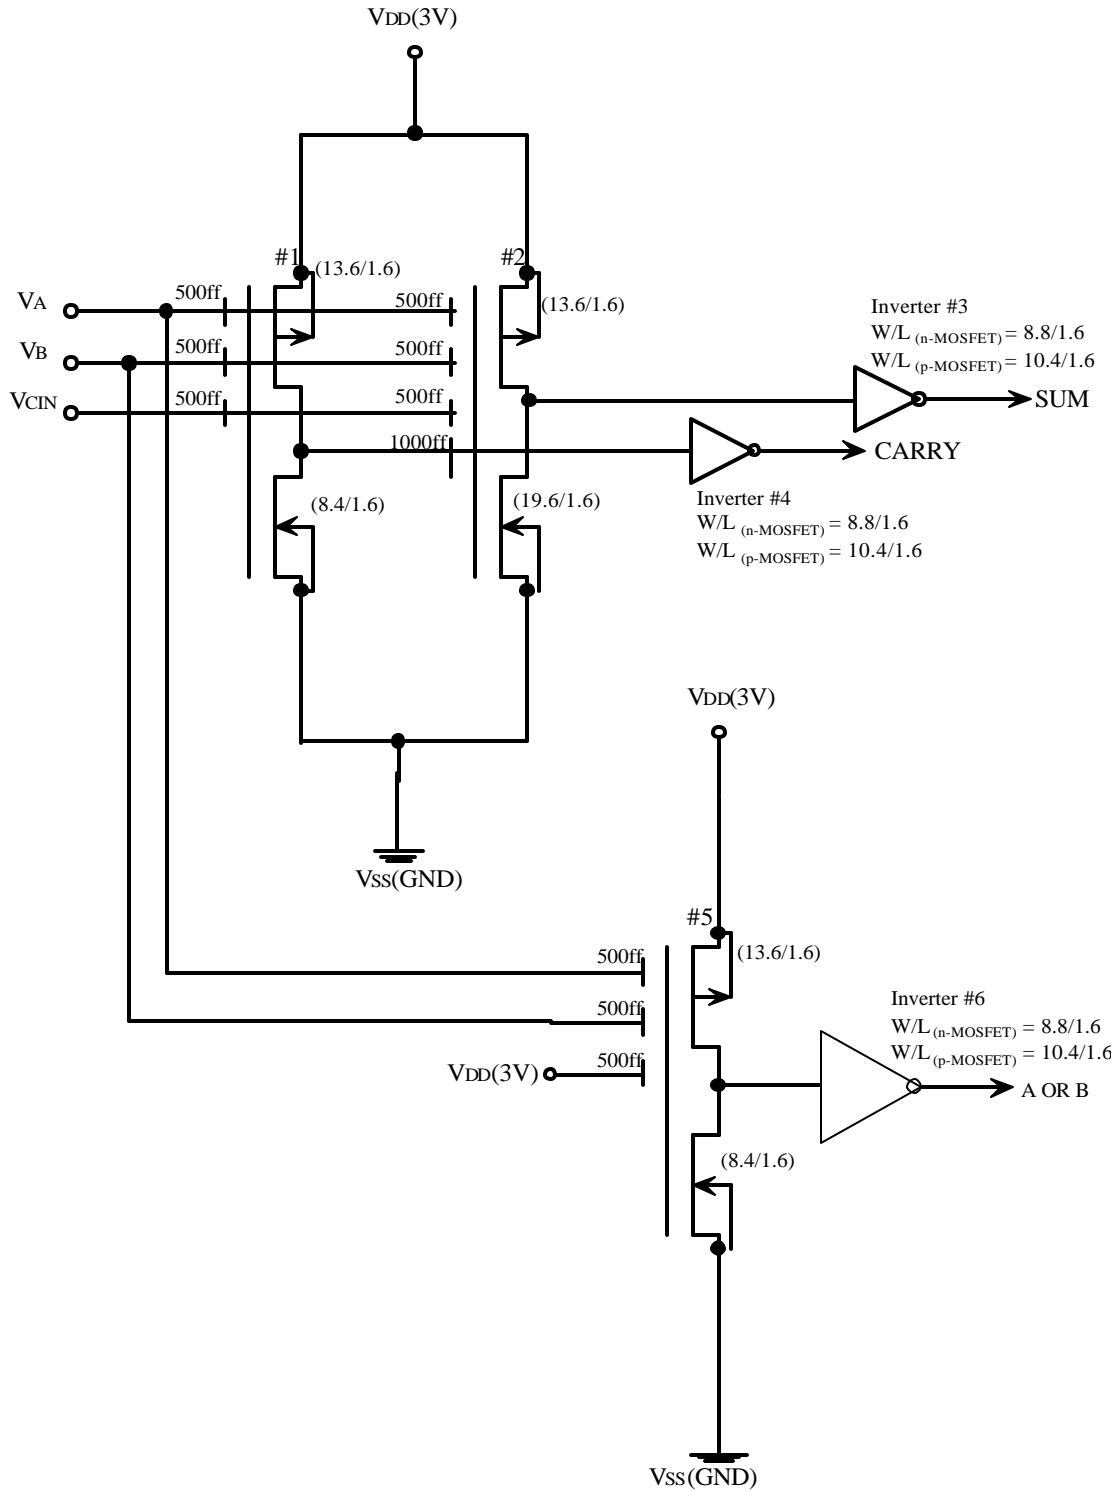 VDD(3V)
#1
(13.6/1.6)
#2
(13.6/1.6)
VA
500ff
500ff
VB
500ff
500ff
VCIN
500ff
500ff
1000ff
Inverter #3
W/L (n-MOSFET) = 8.8/1.6
W/L (p-MOSFET) = 10.4/1.6
SUM
CARRY
(8.4/1.6)
(19.6/1.6)
Inverter #4
W/L (n-MOSFET) = 8.8/1.6
W/L (p-MOSFET) = 10.4/1.6
VSS(GND)
VDD(3V)
#5
(13.6/1.6)
500ff
500ff
500ff
VDD(3V)
Inverter #6
W/L (n-MOSFET) = 8.8/1.6
W/L (p-MOSFET) = 10.4/1.6
A OR B
(8.4/1.6)
VSS(GND)